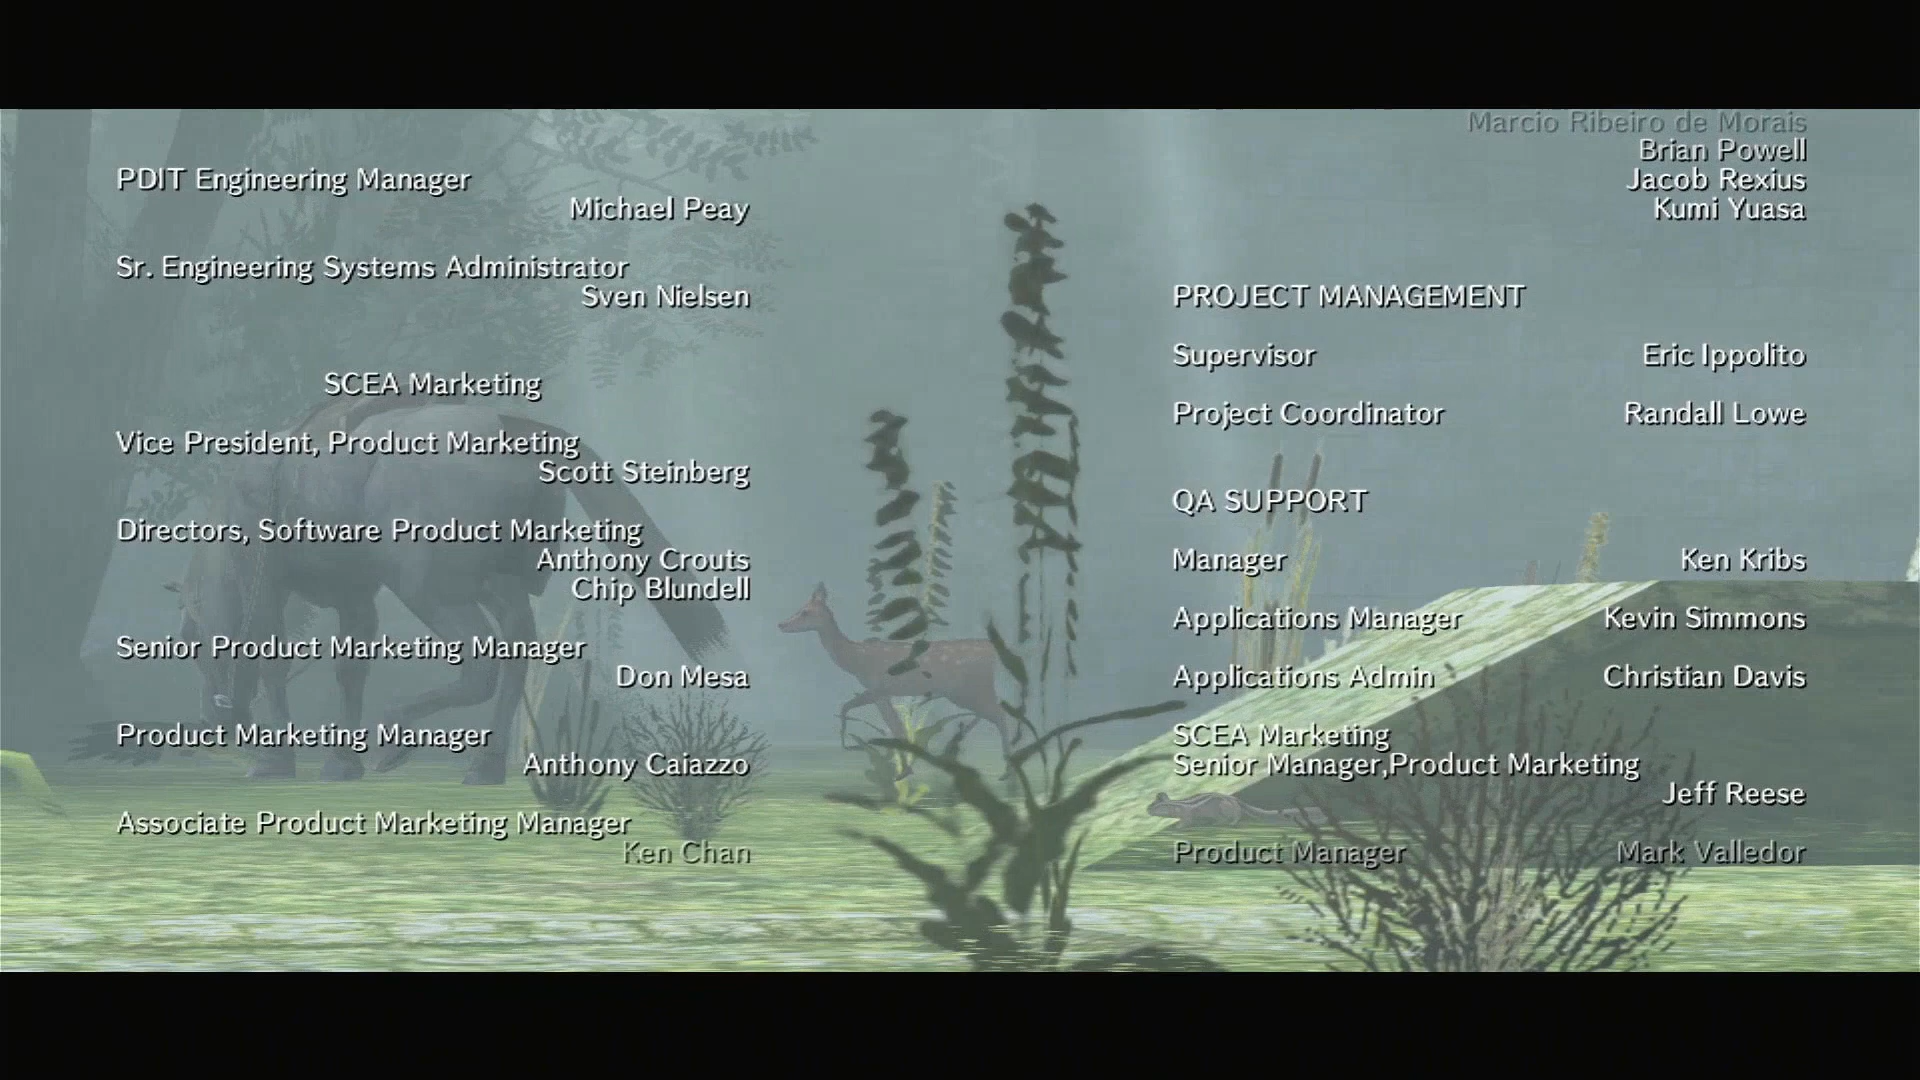 PDIT Engineering Manager
Michael Peay
Sr. Engineering Systems Administrator
Sven Nielsen
SCEA Marketing
Vice President, Product Marketing
Scott Steinberg
Directors, Software Product Marketing
Anthony Crouts
Chip Blundell
Senior Product Marketing Manager
Don Mesa
Product Marketing Manager
Anthony Caiazzo
Associate Product Marketing Manager
Ken Chan
Marcio Ribeiro de Morais
Brian Powell
Jacob Rexius
Kumi Yuasa
PROJECT MANAGEMENT
Supervisor Eric Ippolito
Project Coordinator Randall Lowe
QA SUPPORT
Manager Ken Kribs
Applications Manager Kevin Simmons
Applications Admin Christian Davis
SCEA Marketing
Senior Manager,Product Marketing
Jeff Reese
Product Manager Mark Valledor